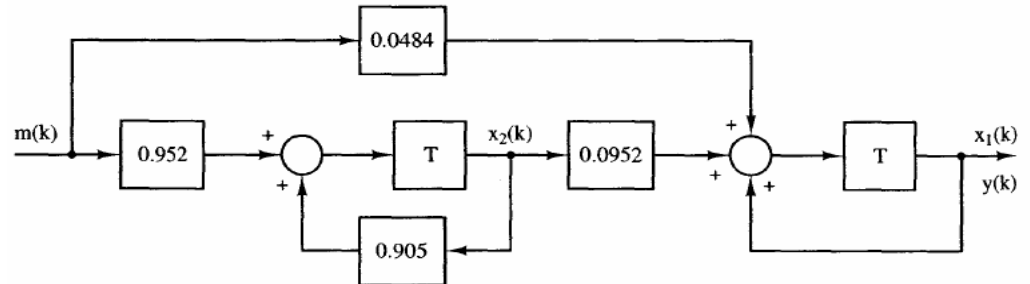 0.0484
m(k)
0.952
+
+
T
x₂(k)
0.0952
+
+
+
T
x₁(k)
y(k)
0.905